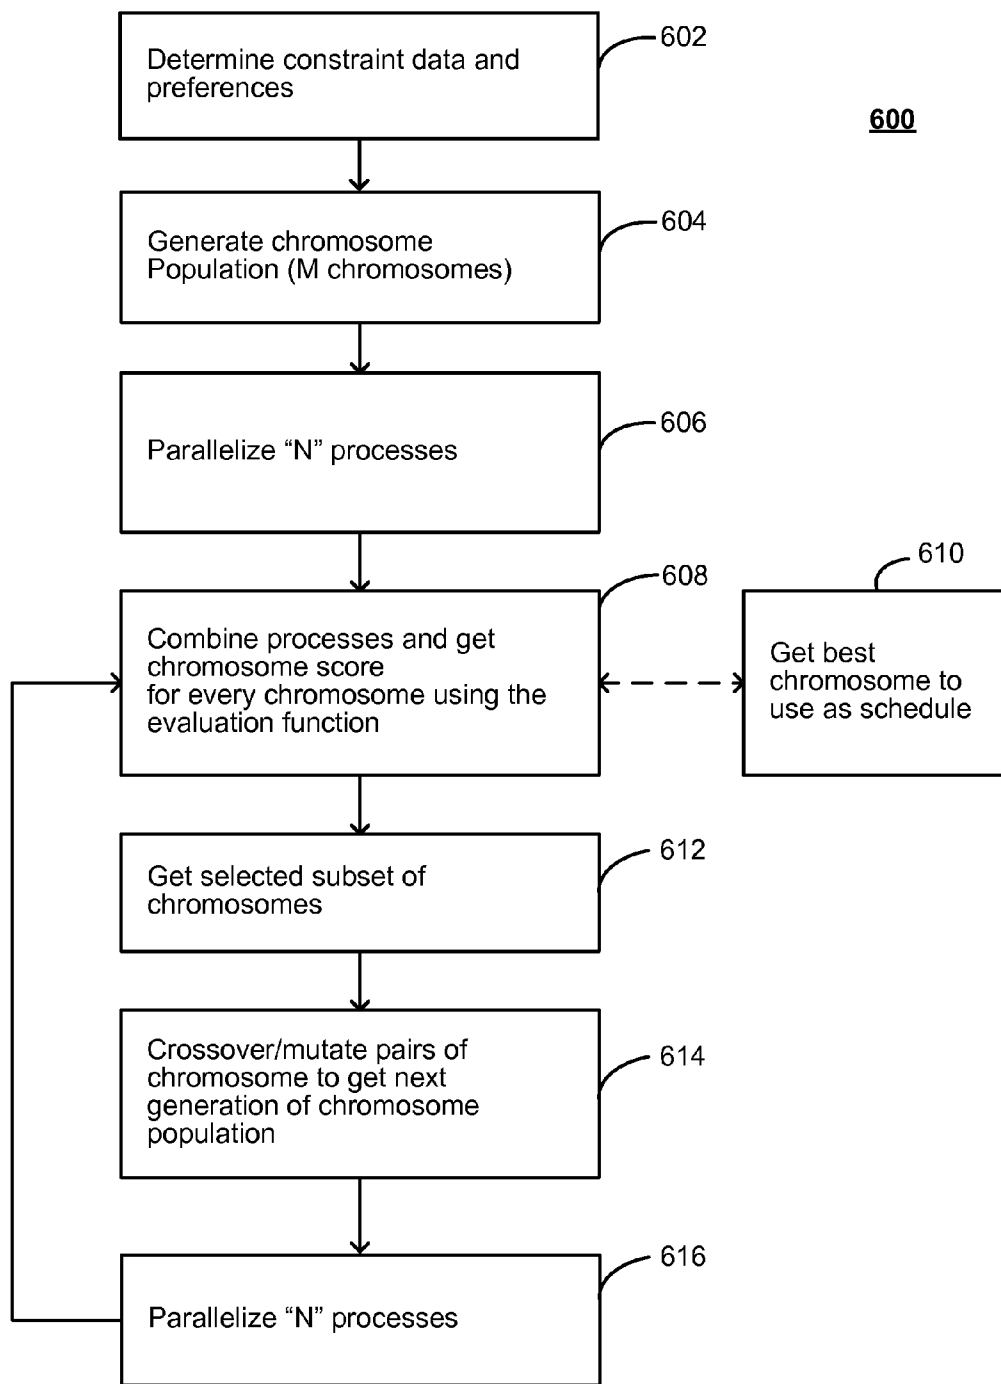 602
Determine constraint data and
preferences
600
604
Generate chromosome
Population (M chromosomes)
606
Parallelize “N” processes
608
Combine processes and get
chromosome score
for every chromosome using the
evaluation function
610
Get best
chromosome to
use as schedule
612
Get selected subset of
chromosomes
614
Crossover/mutate pairs of
chromosome to get next
generation of chromosome
population
616
Parallelize “N” processes